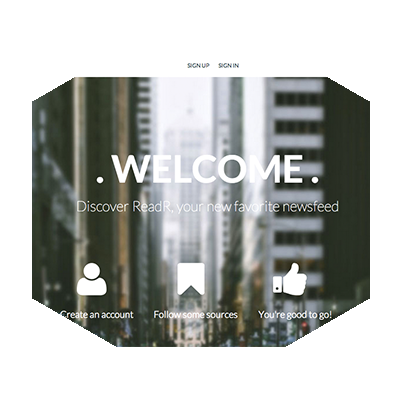 SIGN UP SIGN IN
. WELCOME .
Discover ReadR, your new favorite newsfeed
Create an account Follow some sources You're good to go!